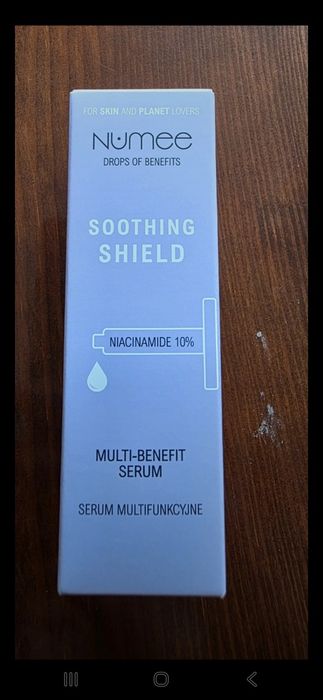 FOR SKIN AND PLANET LOVERS
NUMEE
DROPS OF BENEFITS
SOOTHING
SHIELD
NIACINAMIDE 10%
MULTI-BENEFIT
SERUM
SERUM MULTIFUNKCYJNE